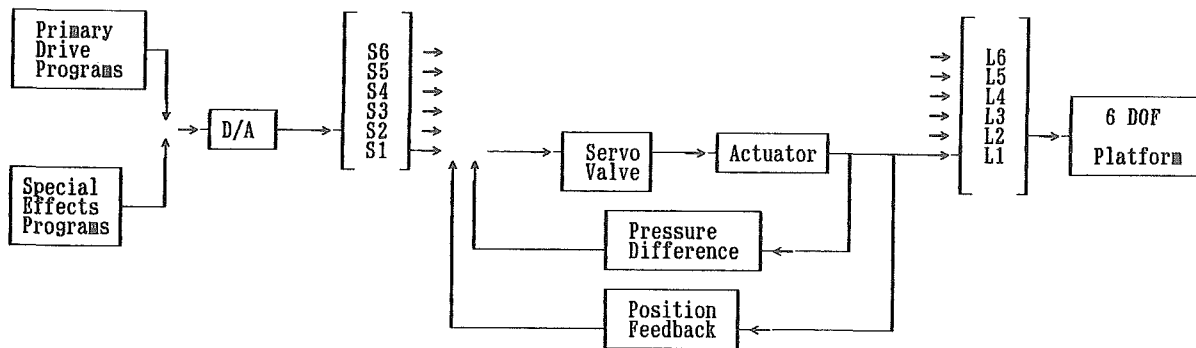 Primary
Drive
Programs
Special
Effects
Programs
D/A
S6
S5
S4
S3
S2
S1
Servo
Valve
Actuator
Pressure
Difference
Position
Feedback
L6
L5
L4
L3
L2
L1
6 DOF
Platform